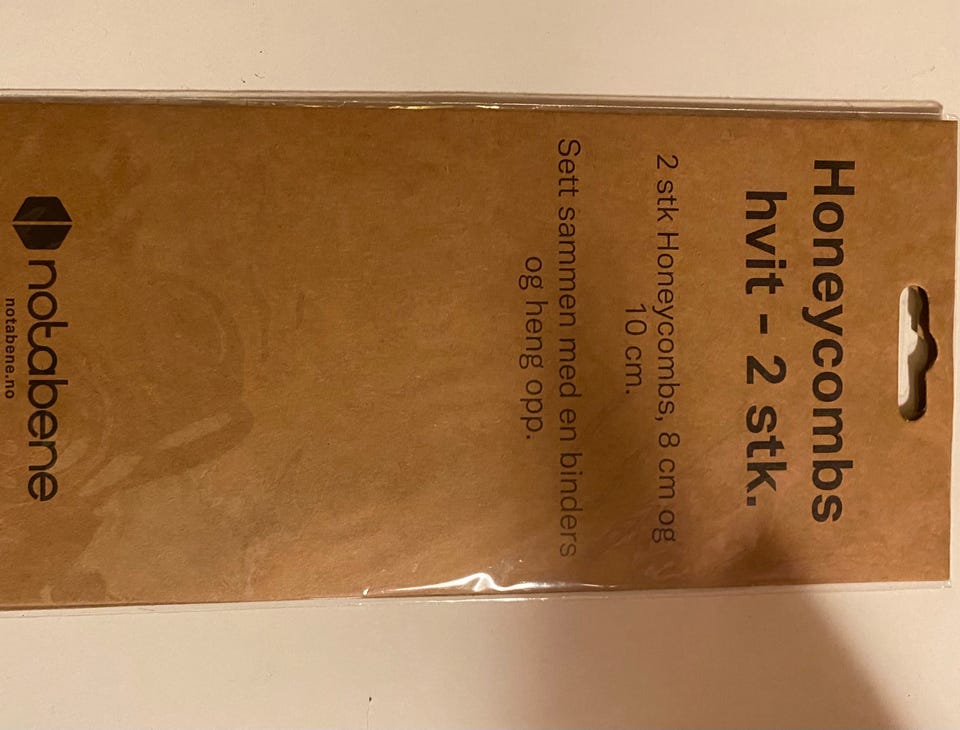 Honeycombs
hvit - 2 stk.
2 stk Honeycombs, 8 cm og
10 cm.
Sett sammen med en binders
og heng opp.
notabene
notabene.no